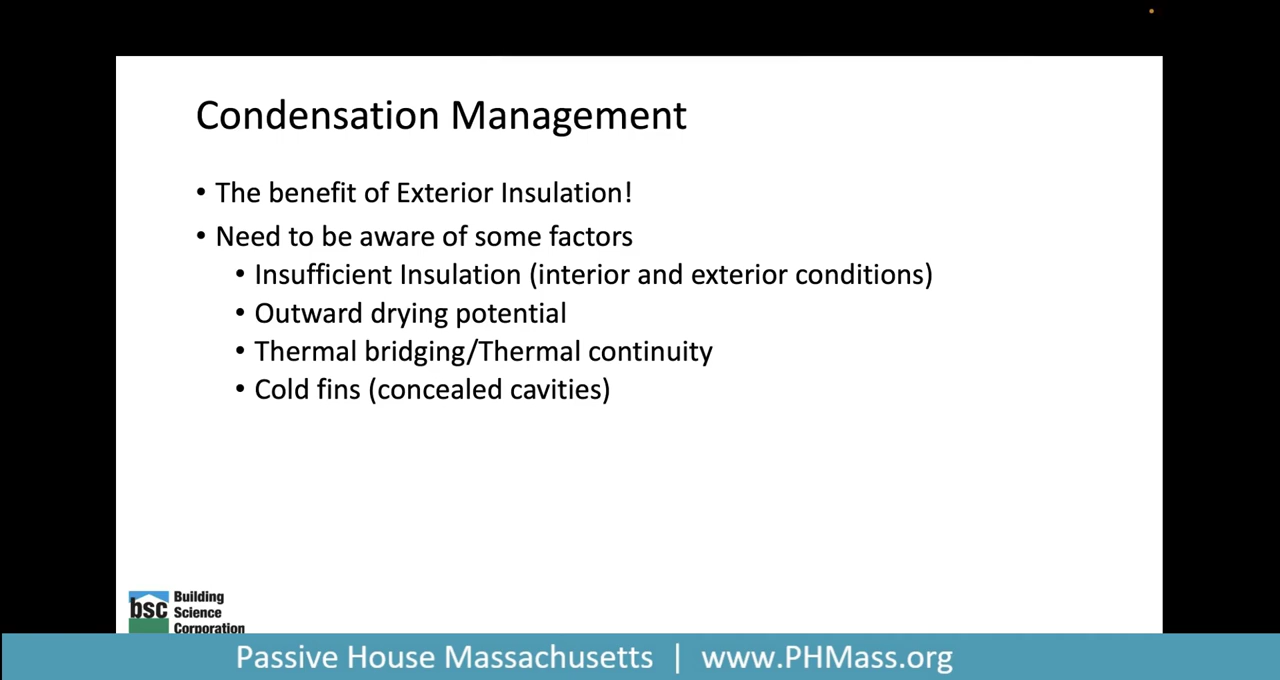 Condensation Management
• The benefit of Exterior Insulation!
• Need to be aware of some factors
• Insufficient Insulation (interior and exterior conditions)
• Outward drying potential
• Thermal bridging/Thermal continuity
• Cold fins (concealed cavities)
bsc
Building
Science
Corporation
Passive House Massachusetts | www.PHMass.org